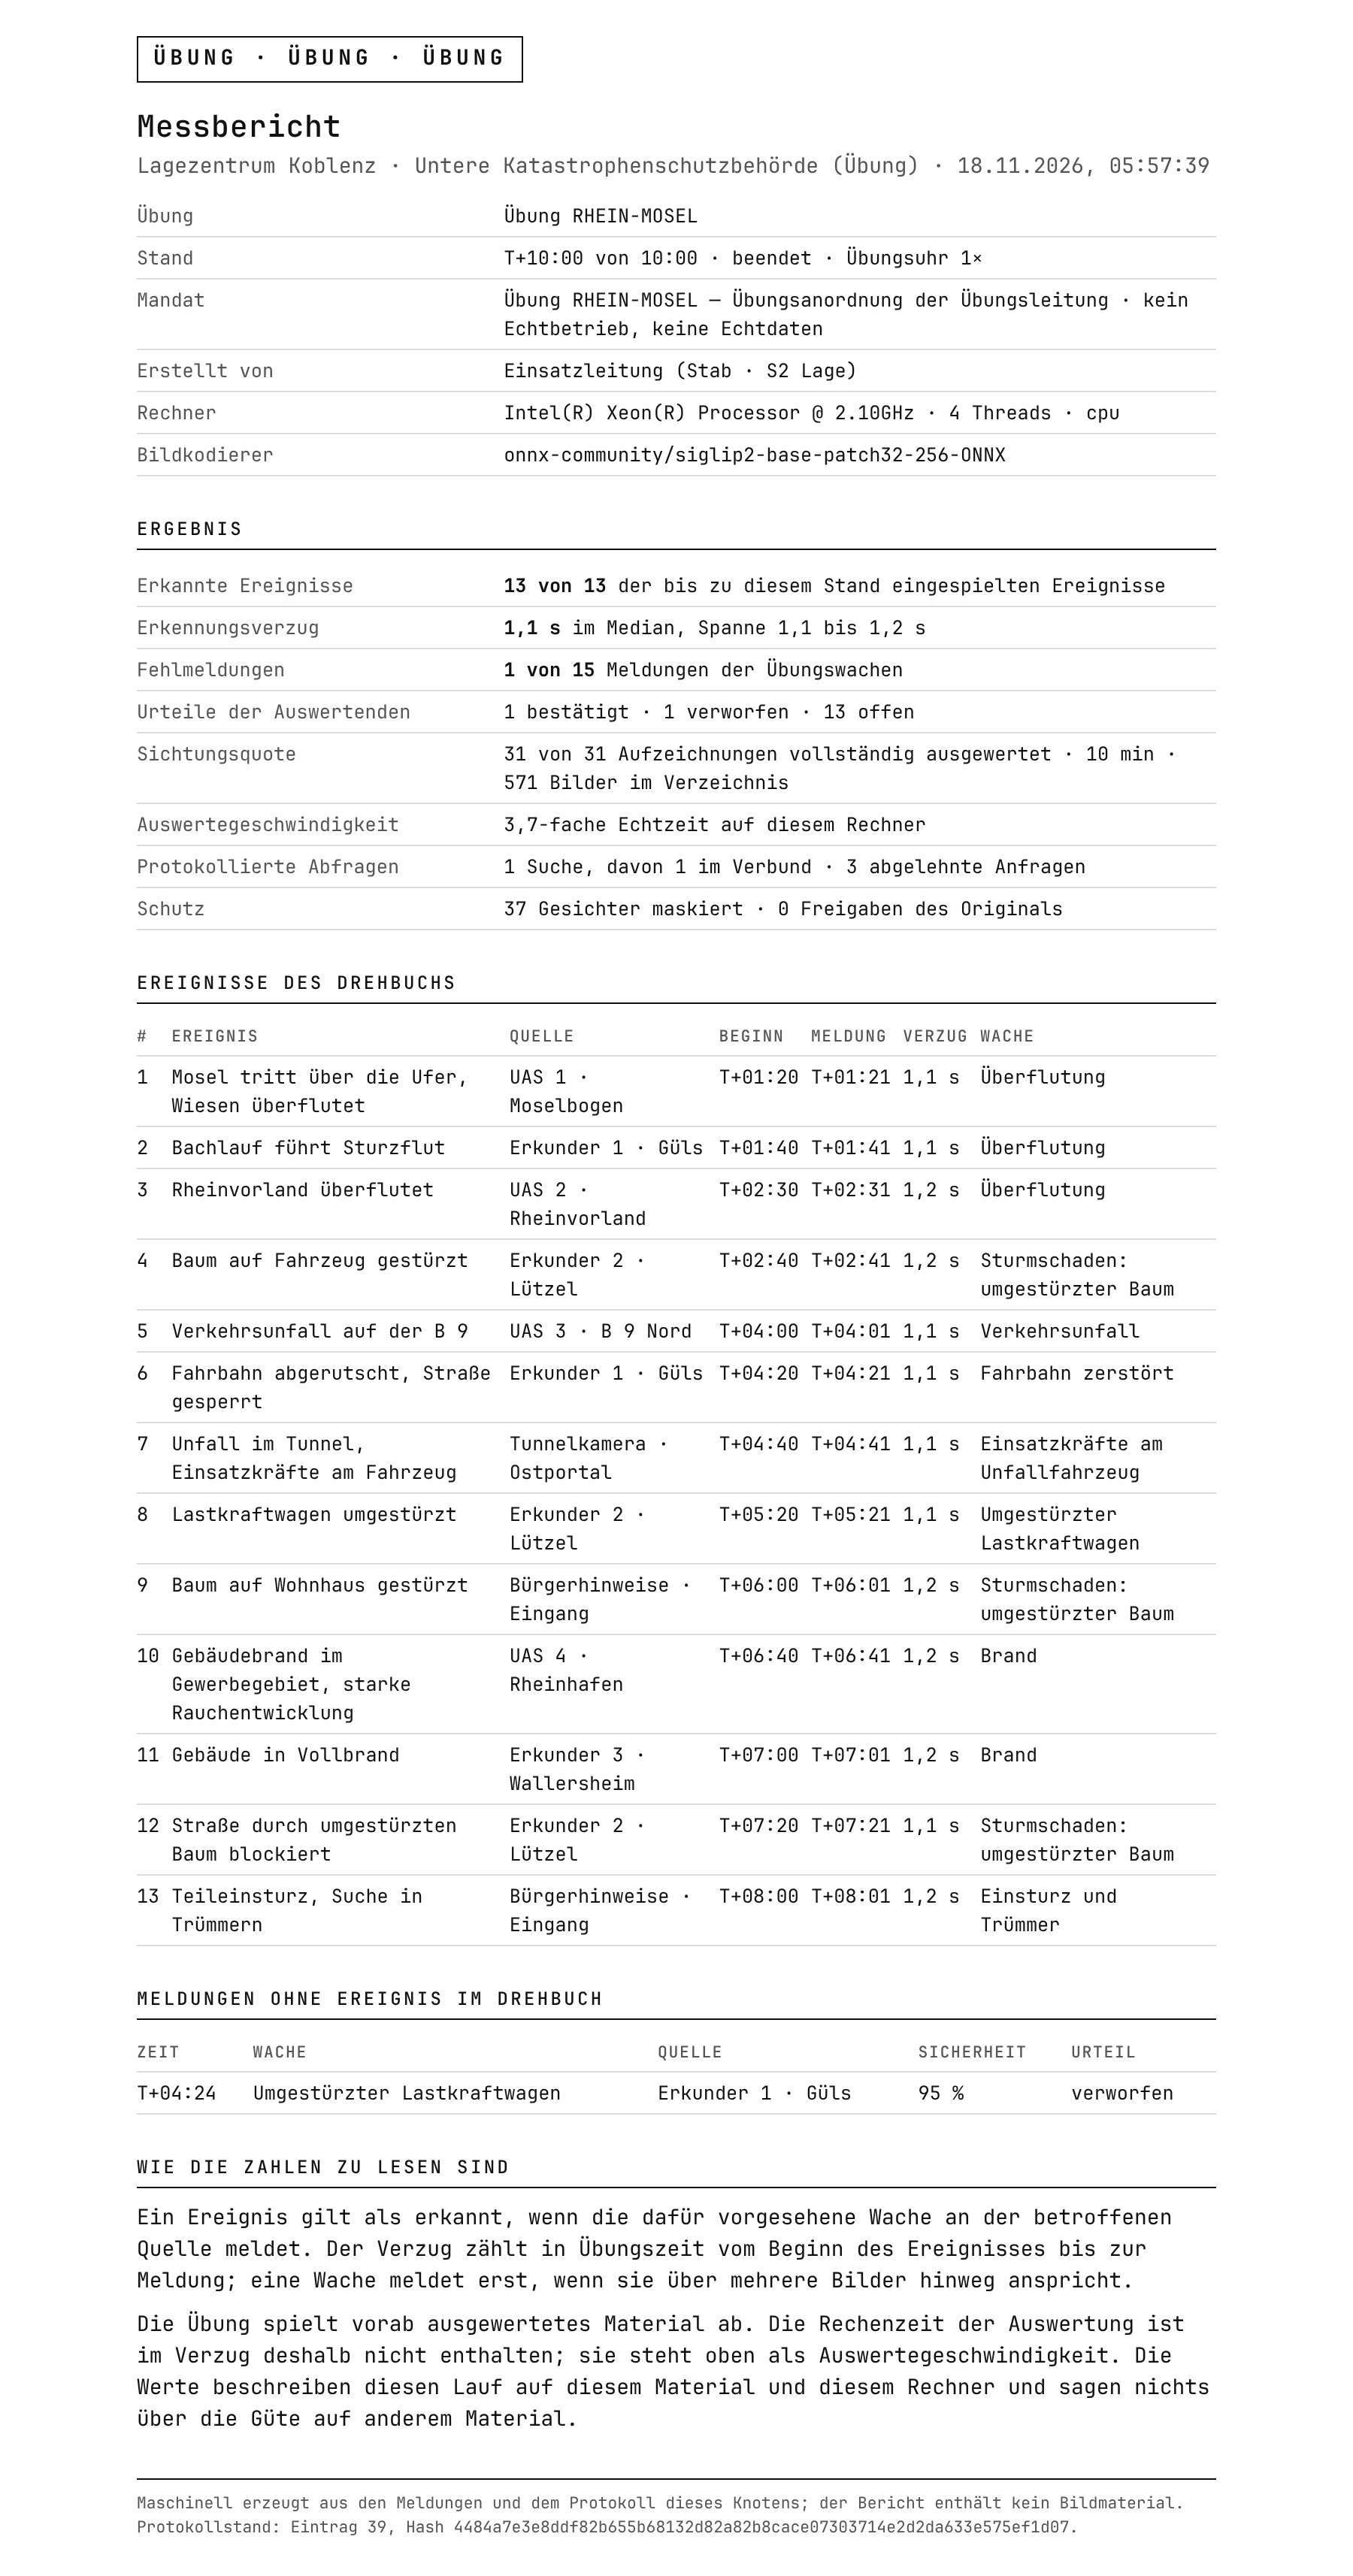 ÜBUNG · ÜBUNG · ÜBUNG
Messbericht
Lagezentrum Koblenz · Untere Katastrophenschutzbehörde (Übung) · 18.11.2026, 05:57:39
Übung Übung RHEIN-MOSEL
Stand T+10:00 von 10:00 · beendet · Übungsuhr 1×
Mandat Übung RHEIN-MOSEL — Übungsanordnung der Übungsleitung · kein
Echtbetrieb, keine Echtdaten
Erstellt von Einsatzleitung (Stab · S2 Lage)
Rechner Intel(R) Xeon(R) Processor @ 2.10GHz · 4 Threads · cpu
Bildkodierer onnx-community/siglip2-base-patch32-256-ONNX
ERGEBNIS
Erkannte Ereignisse 13 von 13 der bis zu diesem Stand eingespielten Ereignisse
Erkennungsverzug 1,1 s im Median, Spanne 1,1 bis 1,2 s
Fehlmeldungen 1 von 15 Meldungen der Übungswachen
Urteile der Auswertenden 1 bestätigt · 1 verworfen · 13 offen
Sichtungsquote 31 von 31 Aufzeichnungen vollständig ausgewertet · 10 min ·
571 Bilder im Verzeichnis
Auswertegeschwindigkeit 3,7-fache Echtzeit auf diesem Rechner
Protokollierte Abfragen 1 Suche, davon 1 im Verbund · 3 abgelehnte Anfragen
Schutz 37 Gesichter maskiert · 0 Freigaben des Originals
EREIGNISSE DES DREHBUCHS
# EREIGNIS QUELLE BEGINN MELDUNG VERZUG WACHE
1 Mosel tritt über die Ufer, UAS 1 · T+01:20 T+01:21 1,1 s Überflutung
Wiesen überflutet Moselbogen
2 Bachlauf führt Sturzflut Erkunder 1 · Güls T+01:40 T+01:41 1,1 s Überflutung
3 Rheinvorland überflutet UAS 2 · T+02:30 T+02:31 1,2 s Überflutung
Rheinvorland
4 Baum auf Fahrzeug gestürzt Erkunder 2 · T+02:40 T+02:41 1,2 s Sturmschaden:
Lützel umgestürzter Baum
5 Verkehrsunfall auf der B 9 UAS 3 · B 9 Nord T+04:00 T+04:01 1,1 s Verkehrsunfall
6 Fahrbahn abgerutscht, Straße Erkunder 1 · Güls T+04:20 T+04:21 1,1 s Fahrbahn zerstört
gesperrt
7 Unfall im Tunnel, Tunnelkamera · T+04:40 T+04:41 1,1 s Einsatzkräfte am
Einsatzkräfte am Fahrzeug Ostportal Unfallfahrzeug
8 Lastkraftwagen umgestürzt Erkunder 2 · T+05:20 T+05:21 1,1 s Umgestürzter
Lützel Lastkraftwagen
9 Baum auf Wohnhaus gestürzt Bürgerhinweise · T+06:00 T+06:01 1,2 s Sturmschaden:
Eingang umgestürzter Baum
10 Gebäudebrand im UAS 4 · T+06:40 T+06:41 1,2 s Brand
Gewerbegebiet, starke Rheinhafen
Rauchentwicklung
11 Gebäude in Vollbrand Erkunder 3 · T+07:00 T+07:01 1,2 s Brand
Wallersheim
12 Straße durch umgestürzten Erkunder 2 · T+07:20 T+07:21 1,1 s Sturmschaden:
Baum blockiert Lützel umgestürzter Baum
13 Teileinsturz, Suche in Bürgerhinweise · T+08:00 T+08:01 1,2 s Einsturz und
Trümmern Eingang Trümmer
MELDUNGEN OHNE EREIGNIS IM DREHBUCH
ZEIT WACHE QUELLE SICHERHEIT URTEIL
T+04:24 Umgestürzter Lastkraftwagen Erkunder 1 · Güls 95 % verworfen
WIE DIE ZAHLEN ZU LESEN SIND
Ein Ereignis gilt als erkannt, wenn die dafür vorgesehene Wache an der betroffenen
Quelle meldet. Der Verzug zählt in Übungszeit vom Beginn des Ereignisses bis zur
Meldung; eine Wache meldet erst, wenn sie über mehrere Bilder hinweg anspricht.
Die Übung spielt vorab ausgewertetes Material ab. Die Rechenzeit der Auswertung ist
im Verzug deshalb nicht enthalten; sie steht oben als Auswertegeschwindigkeit. Die
Werte beschreiben diesen Lauf auf diesem Material und diesem Rechner und sagen nichts
über die Güte auf anderem Material.
Maschinell erzeugt aus den Meldungen und dem Protokoll dieses Knotens; der Bericht enthält kein Bildmaterial.
Protokollstand: Eintrag 39, Hash 4484a7e3e8ddf82b655b68132d82a82b8cace07303714e2d2da633e575ef1d07.